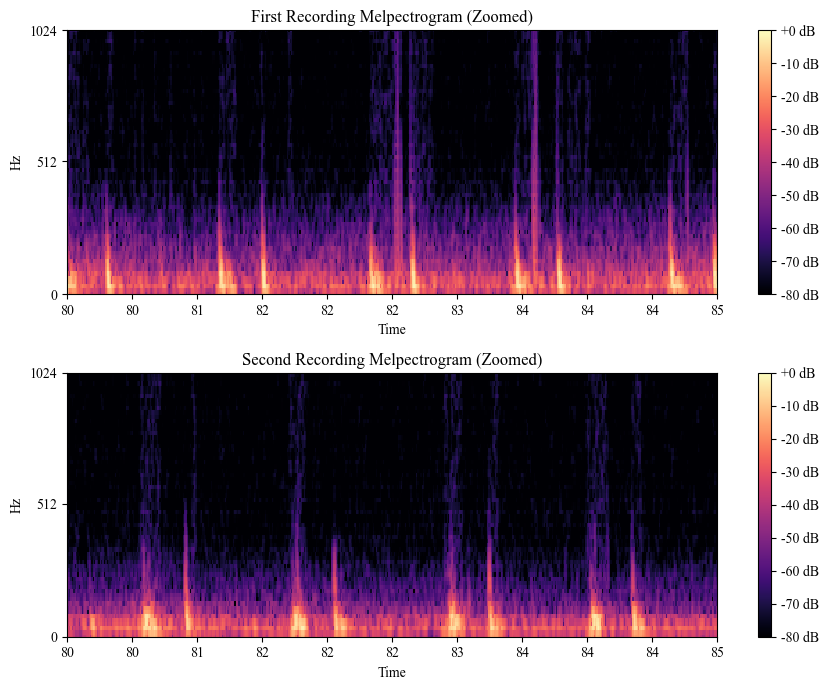 First Recording Melpectrogram (Zoomed)
1024
512
0
Hz
80 80 81 82 82 82 83 84 84 84 85
Time
+0 dB
-10 dB
-20 dB
-30 dB
-40 dB
-50 dB
-60 dB
-70 dB
-80 dB
Second Recording Melpectrogram (Zoomed)
1024
512
0
Hz
80 80 81 82 82 82 83 84 84 84 85
Time
+0 dB
-10 dB
-20 dB
-30 dB
-40 dB
-50 dB
-60 dB
-70 dB
-80 dB